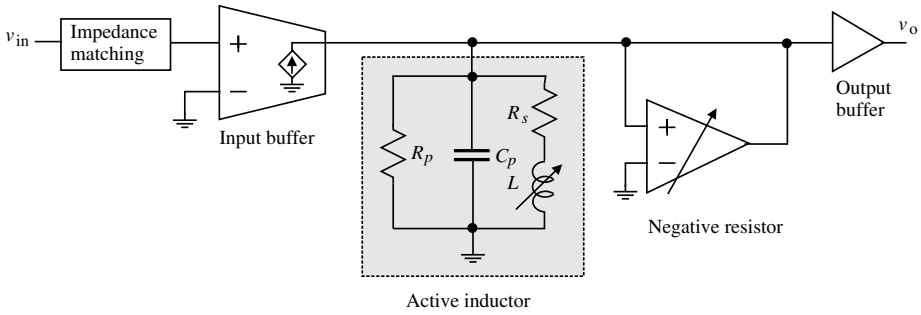 v_in
Impedance
matching
+
−
Input buffer
R_p
C_p
R_s
L
Active inductor
+
−
Negative resistor
v_o
Output
buffer